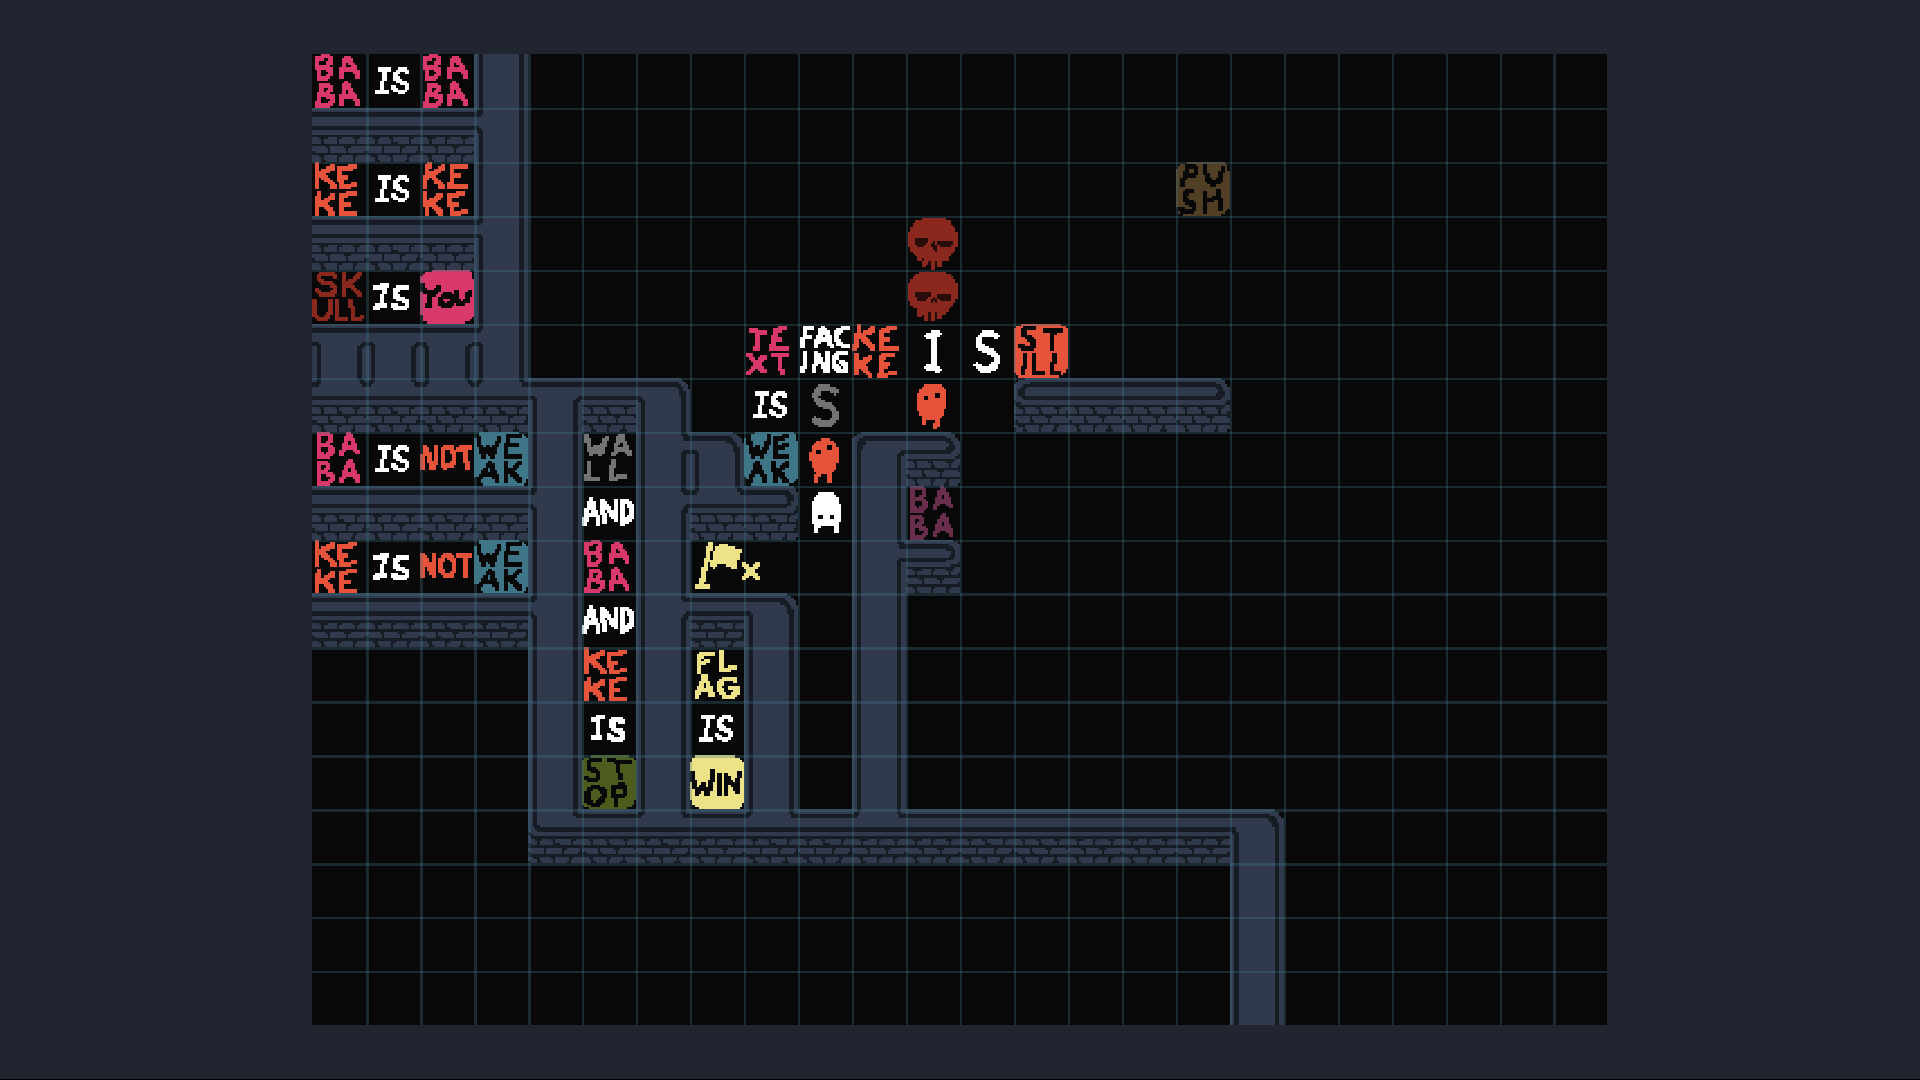 BABA IS BABA
PUSH
KEKE IS KEKE
SKULL IS YOU
TEXT FACING KEKE I S STILL
IS S
BABA IS NOT WEAK
WALL
WEAK
AND
BABA
KEKE IS NOT WEAK
BABA
AND
KEKE
FLAG
IS
IS
STOP
WIN